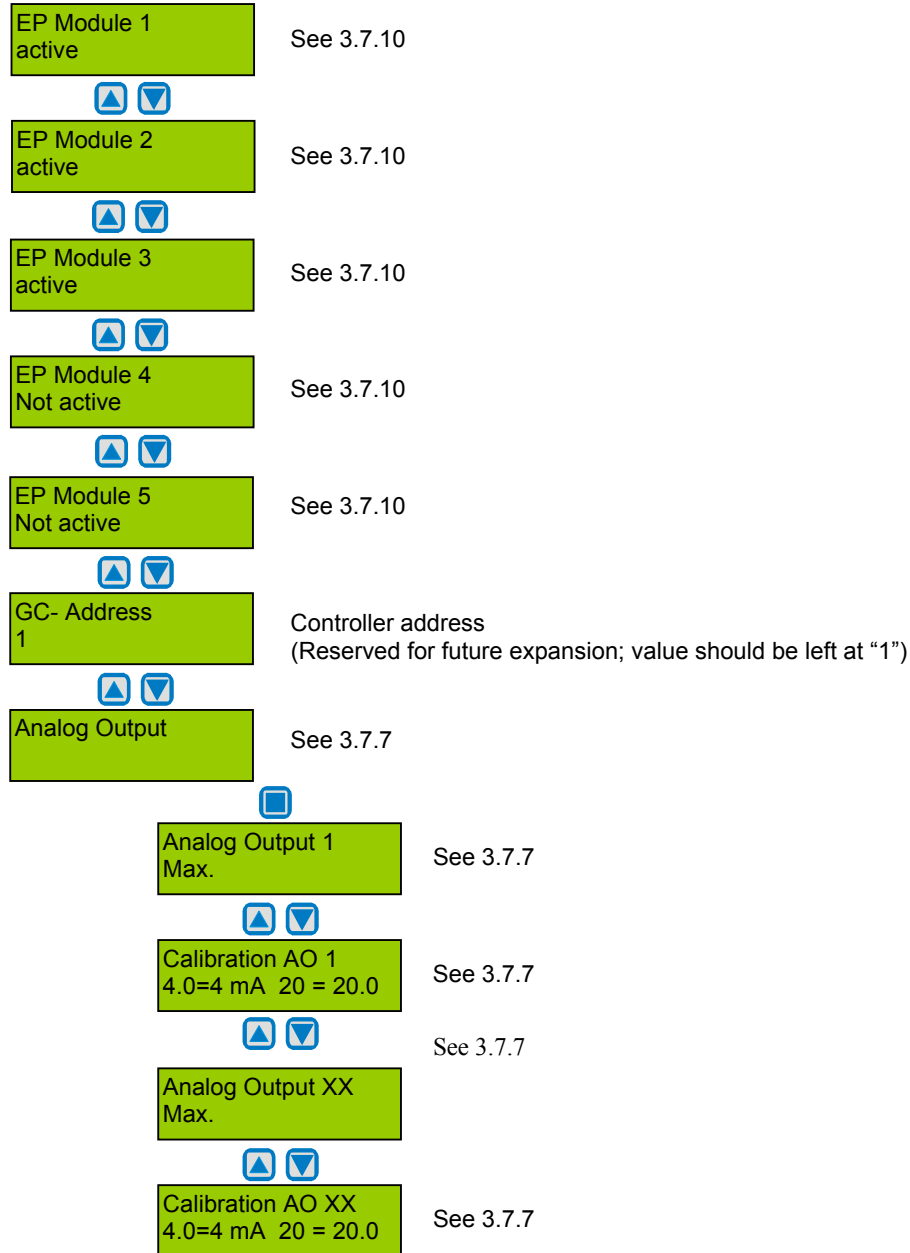 EP Module 1
active
See 3.7.10
EP Module 2
active
See 3.7.10
EP Module 3
active
See 3.7.10
EP Module 4
Not active
See 3.7.10
EP Module 5
Not active
See 3.7.10
GC- Address
1
Controller address
(Reserved for future expansion; value should be left at “1”)
Analog Output
See 3.7.7
Analog Output 1
Max.
See 3.7.7
Calibration AO 1
4.0=4 mA  20 = 20.0
See 3.7.7
See 3.7.7
Analog Output XX
Max.
Calibration AO XX
4.0=4 mA  20 = 20.0
See 3.7.7